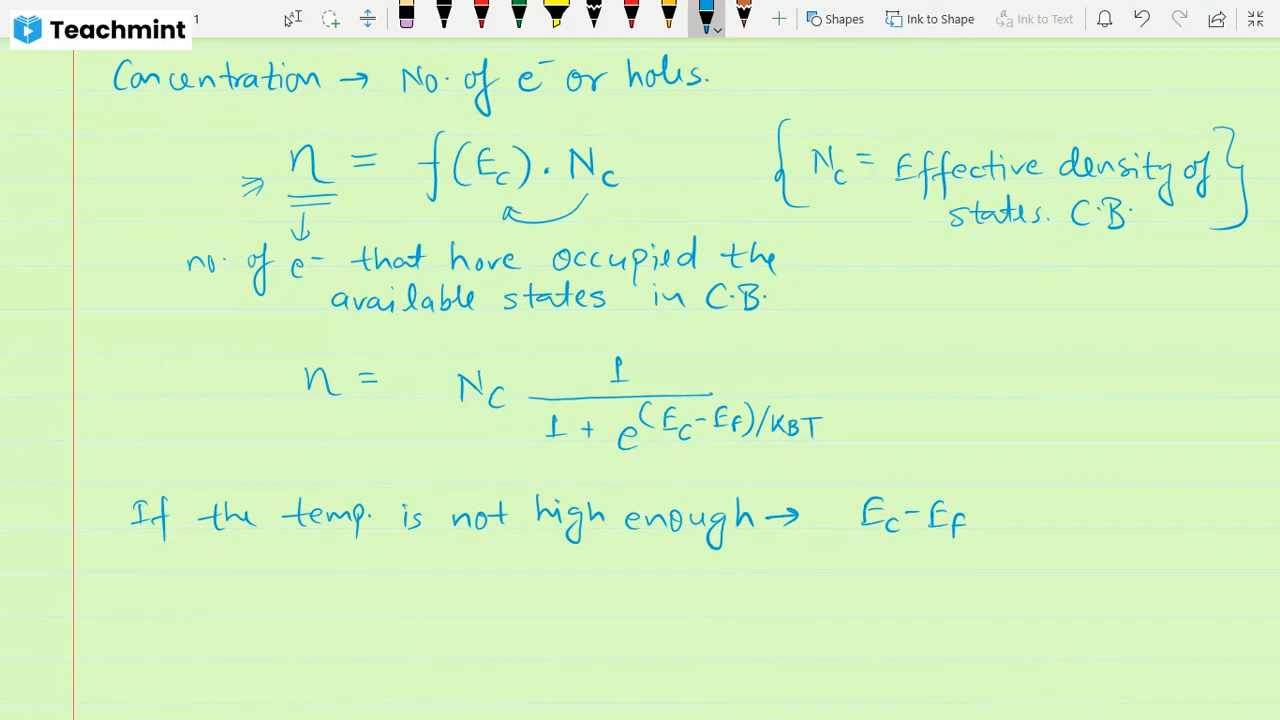 1
Teachmint
Shapes
Ink to Shape
Ink to Text
Concentration → No. of e⁻ or holes.
⇒ n = f(Ec) . Nc { Nc = Effective density of
states. C.B. }
↓
no. of e⁻ that have occupied the
available states in C.B.
n = Nc 1 / 1 + e^(Ec-Ef)/KBT
If the temp. is not high enough → Ec-Ef